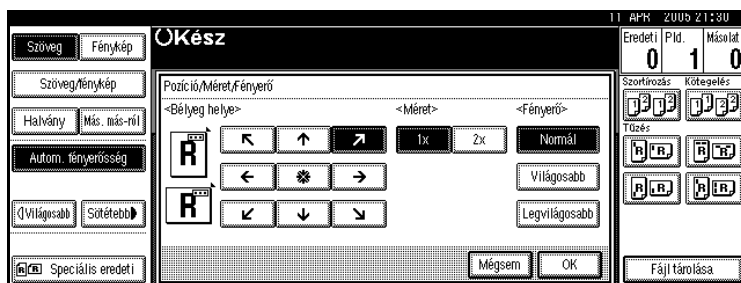 11 APR 2005 21:30
Szöveg Fénykép
Szöveg/fénykép
Halvány Más. más-ról
Autom. fényerősség
Világosabb Sötétebb
Speciális eredeti
Kész
Pozíció/Méret/Fényerő
<Bélyeg helye> <Méret> <Fényerő>
1x 2x Normál
Világosabb
Legvilágosabb
Mégsem OK
Eredeti Pld. Másolat
0 1 0
Szortírozás Kötegelés
Tűzés
Fájl tárolása